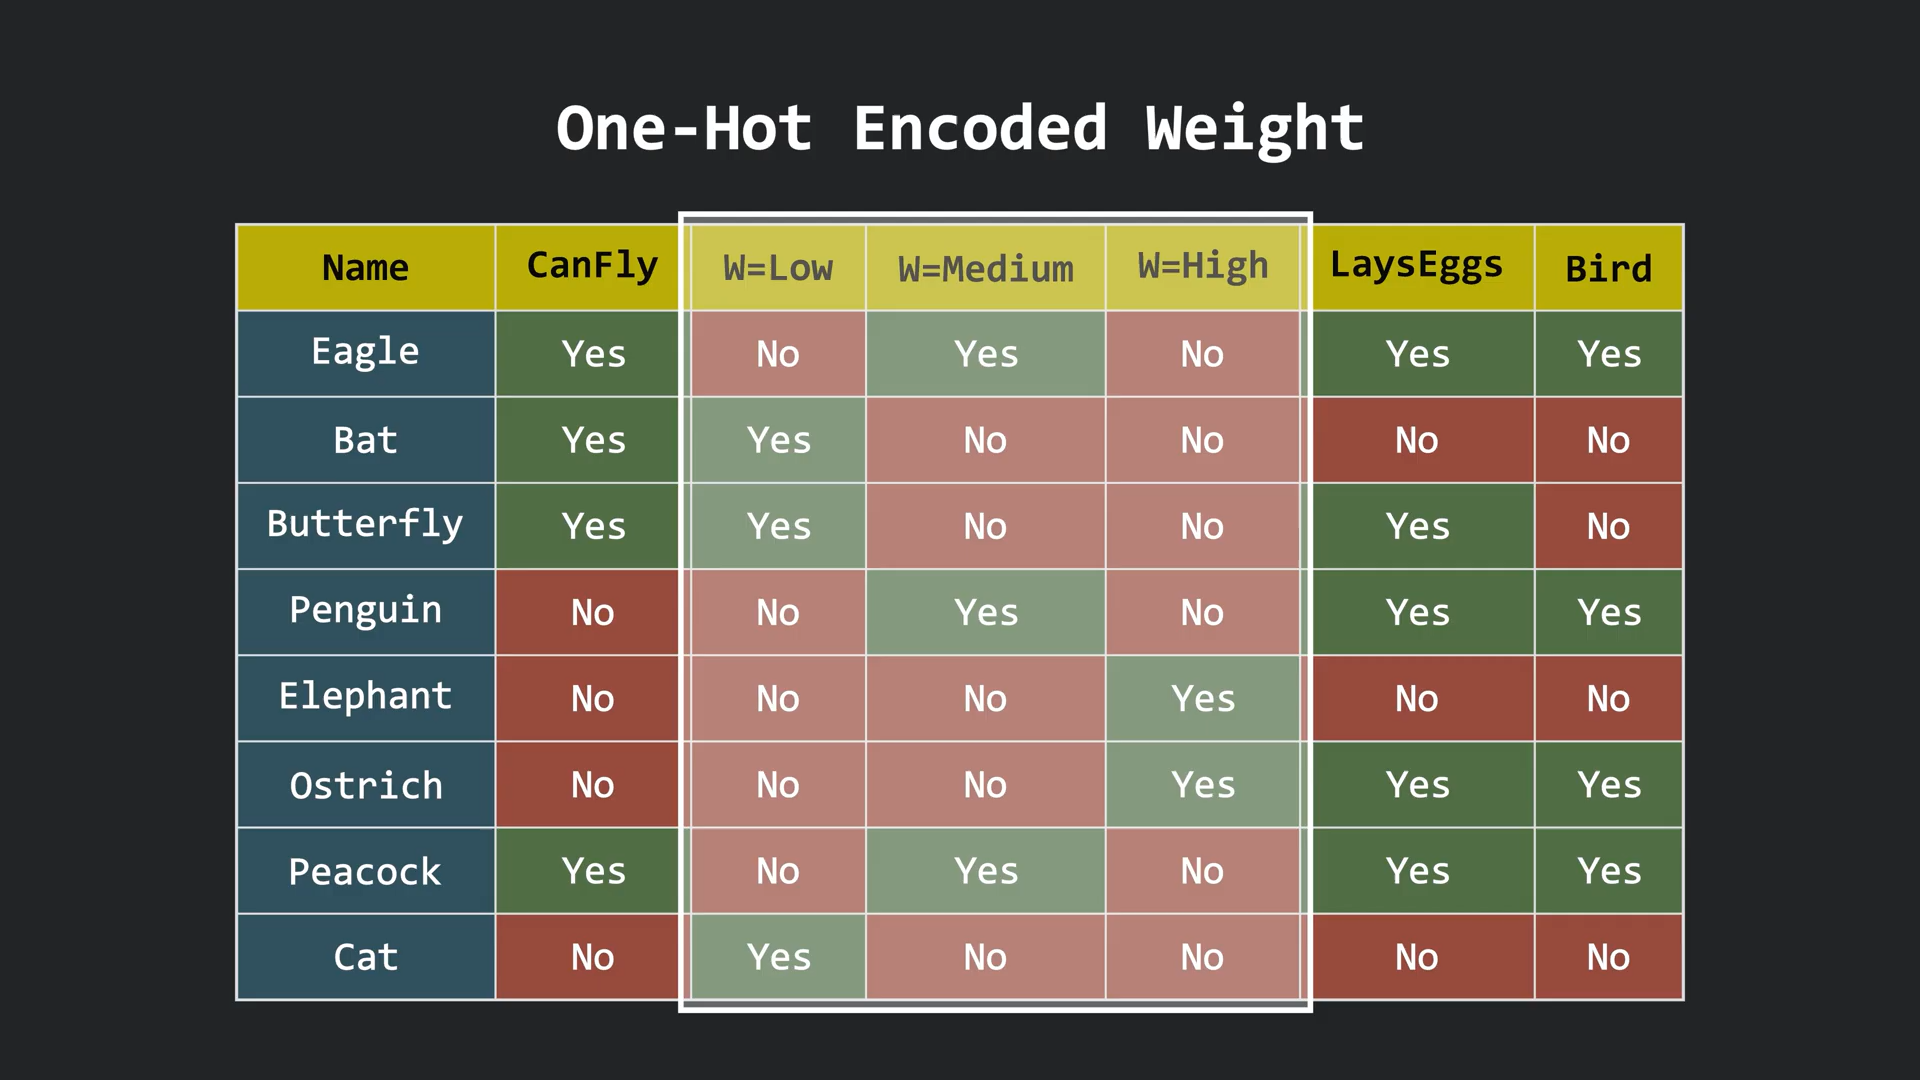 One-Hot Encoded Weight
Name CanFly W=Low W=Medium W=High LaysEggs Bird
Eagle Yes No Yes No Yes Yes
Bat Yes Yes No No No No
Butterfly Yes Yes No No Yes No
Penguin No No Yes No Yes Yes
Elephant No No No Yes No No
Ostrich No No No Yes Yes Yes
Peacock Yes No Yes No Yes Yes
Cat No Yes No No No No